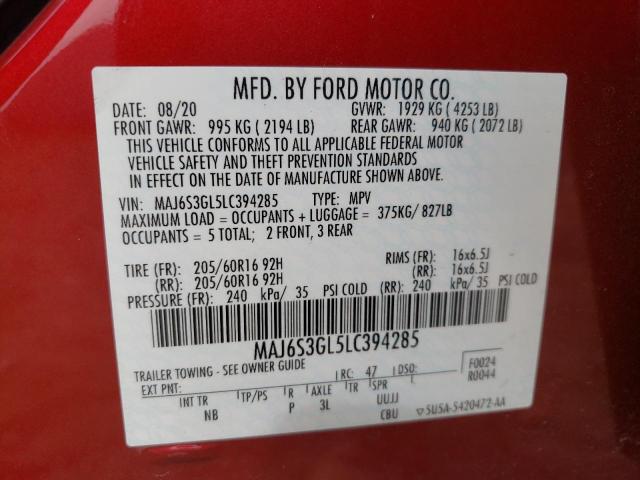 MFD. BY FORD MOTOR CO.
DATE: 08/20 GVWR: 1929 KG ( 4253 LB)
FRONT GAWR: 995 KG ( 2194 LB) REAR GAWR: 940 KG ( 2072 LB)
THIS VEHICLE CONFORMS TO ALL APPLICABLE FEDERAL MOTOR
VEHICLE SAFETY AND THEFT PREVENTION STANDARDS
IN EFFECT ON THE DATE OF MANUFACTURE SHOWN ABOVE.
VIN: MAJ6S3GL5LC394285 TYPE: MPV
MAXIMUM LOAD = OCCUPANTS + LUGGAGE = 375KG/ 827LB
OCCUPANTS = 5 TOTAL; 2 FRONT, 3 REAR
TIRE (FR): 205/60R16 92H RIMS (FR): 16x6.5J
(RR): 205/60R16 92H (RR): 16x6.5J
PRESSURE (FR): 240 kPa/ 35 PSI COLD (RR): 240 kPa/ 35 PSI COLD
MAJ6S3GL5LC394285
TRAILER TOWING - SEE OWNER GUIDE
RC: 47 DSO: F0024
R0044
EXT PNT:
INT TR TP/PS R AXLE TR SPR
NB P 3L UUJJ
CBU 5U5A-5420472-AA